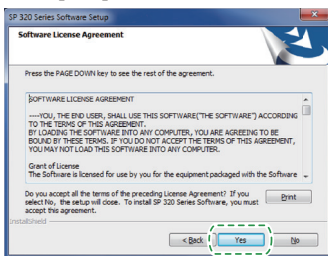 SP 320 Series Software Setup
Software License Agreement
Press the PAGE DOWN key to see the rest of the agreement.
SOFTWARE LICENSE AGREEMENT
----YOU, THE END USER, SHALL USE THIS SOFTWARE("THE SOFTWARE") ACCORDING
TO THE TERMS OF THIS AGREEMENT.
BY LOADING THE SOFTWARE INTO ANY COMPUTER, YOU ARE AGREEING TO BE
BOUND BY THESE TERMS. IF YOU DO NOT ACCEPT THE TERMS OF THIS AGREEMENT,
YOU MAY NOT LOAD THIS SOFTWARE INTO ANY COMPUTER.
Grant of License
The Software is licensed for use by you for the equipment packaged with the Software
Do you accept all the terms of the preceding License Agreement? If you
select No, the setup will close. To install SP 320 Series Software, you must
accept this agreement.
Print
InstallShield
< Back
Yes
No